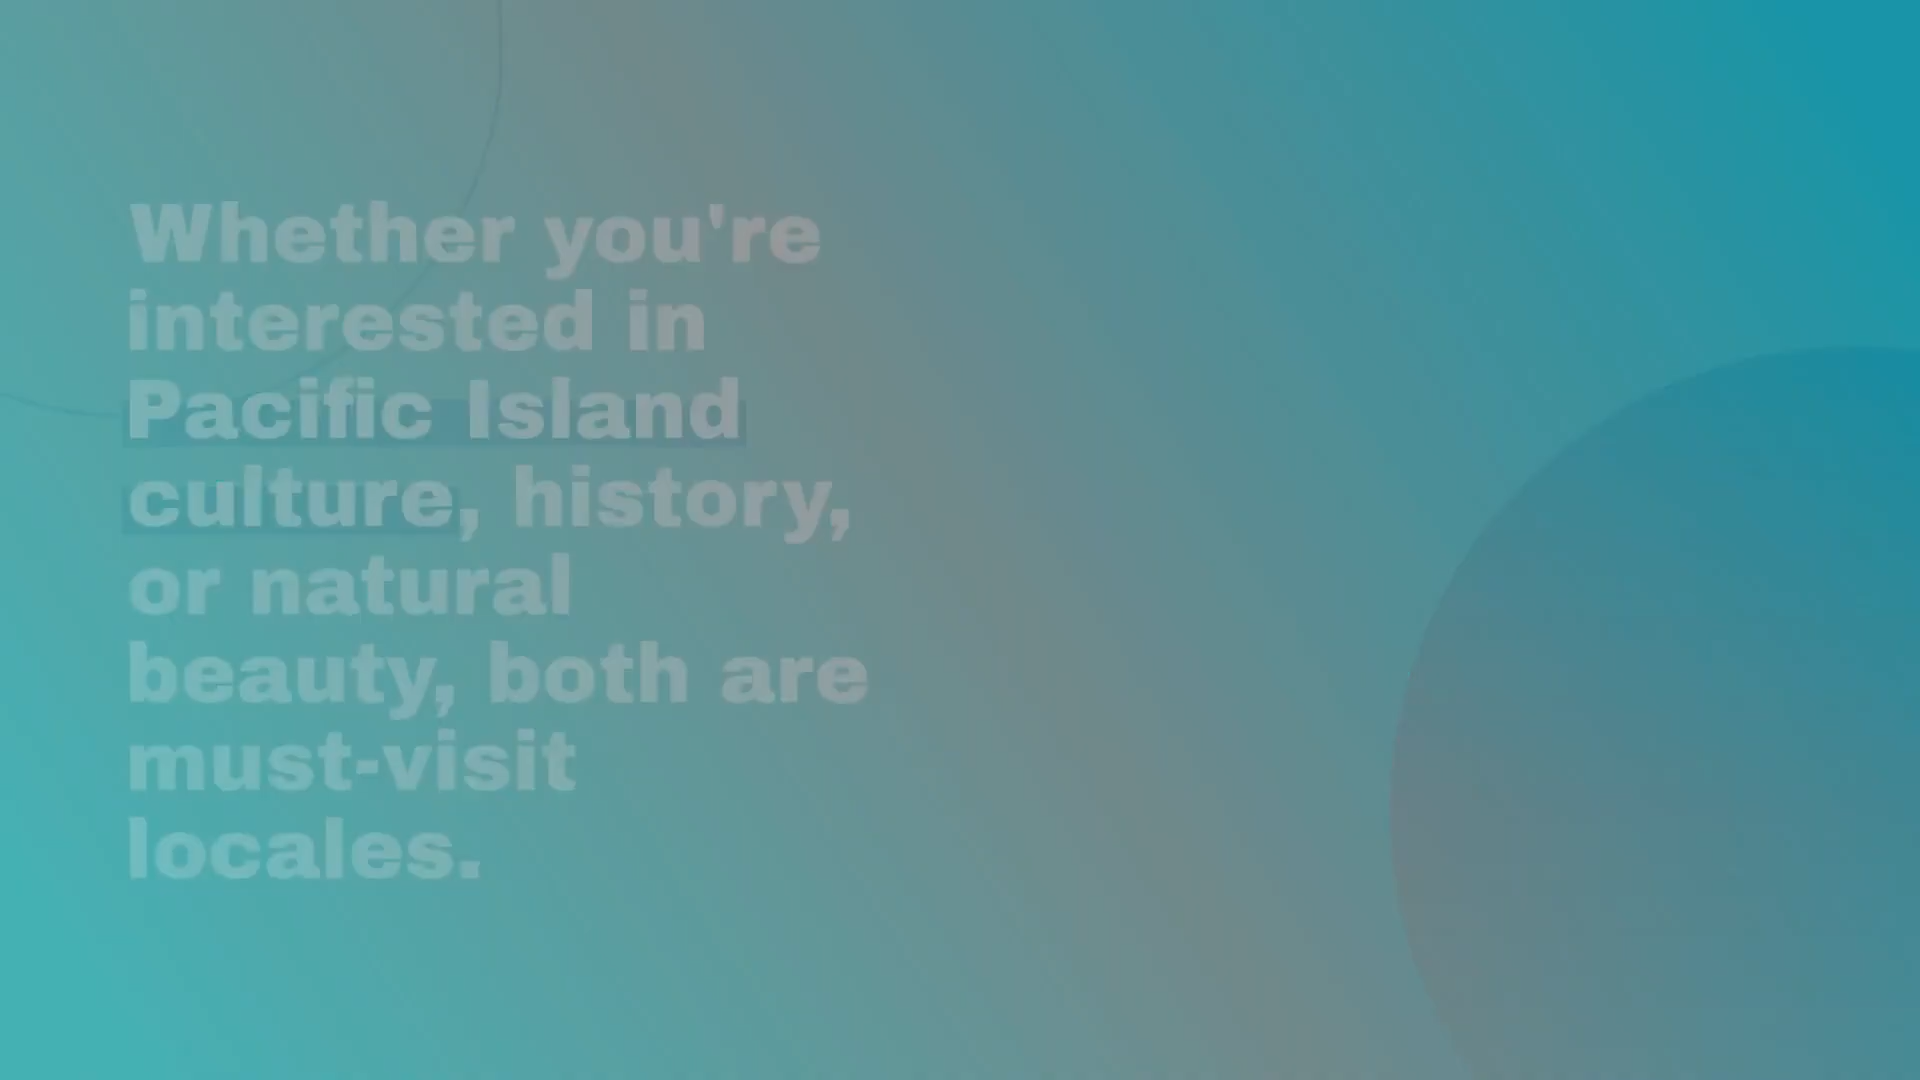 Whether you're
interested in
Pacific Island
culture, history,
or natural
beauty, both are
must-visit
locales.